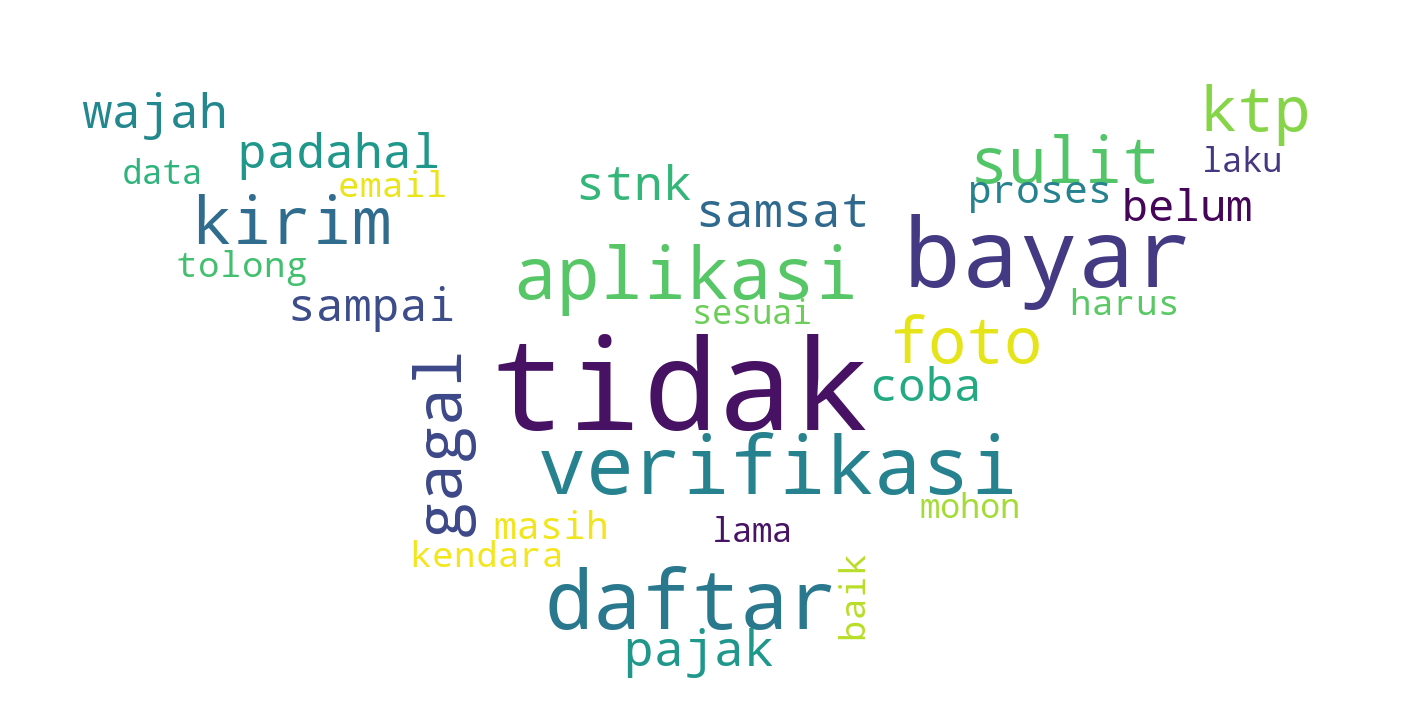 wajah
ktp
padahal
sulit
laku
data
email
stnk
proses
samsat
belum
kirim
bayar
tolong
aplikasi
sampai
sesuai
harus
foto
tidak
coba
gagal
verifikasi
mohon
masih
lama
kendara
daftar
baik
pajak